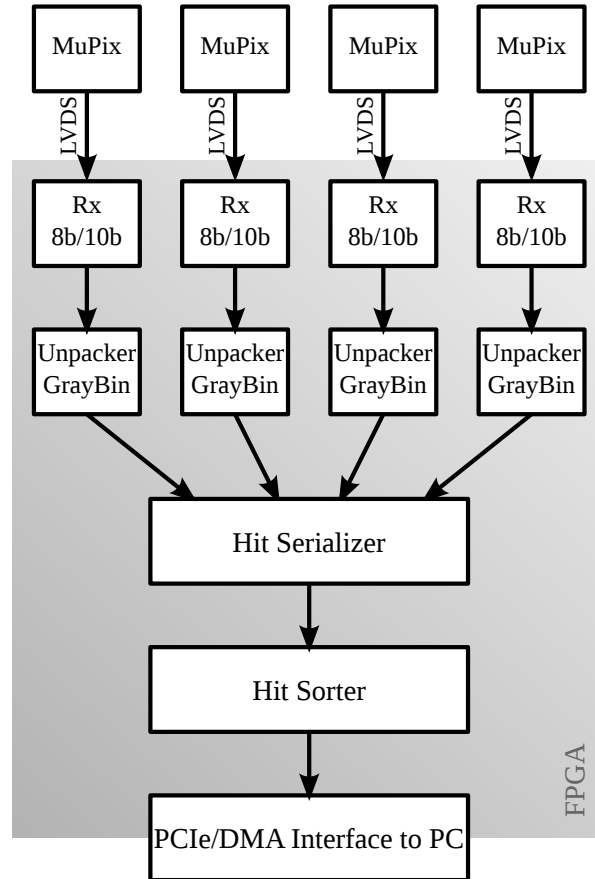 MuPix
MuPix
MuPix
MuPix
LVDS
LVDS
LVDS
LVDS
Rx
8b/10b
Rx
8b/10b
Rx
8b/10b
Rx
8b/10b
Unpacker
GrayBin
Unpacker
GrayBin
Unpacker
GrayBin
Unpacker
GrayBin
Hit Serializer
Hit Sorter
FPGA
PCIe/DMA Interface to PC